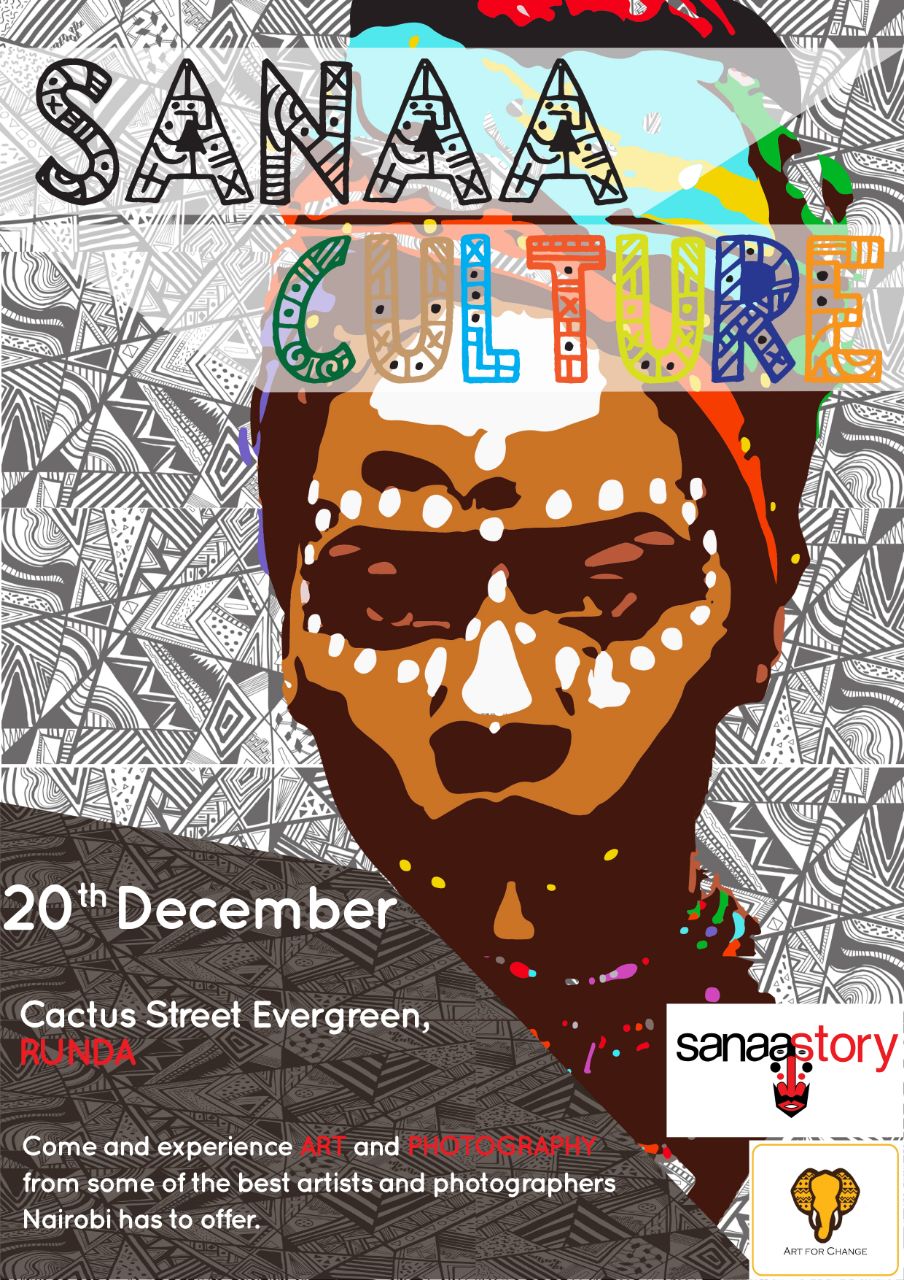 SANAA
CULTURE
20th December
Cactus Street Evergreen,
RUNDA
Come and experience ART and PHOTOGRAPHY
from some of the best artists and photographers
Nairobi has to offer.
sanaastory
ART FOR CHANGE